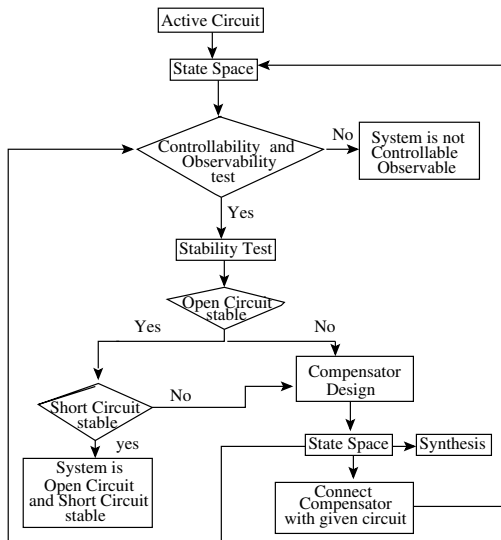 Active Circuit
State Space
Controllability and
Observability
test
No
System is not
Controllable
Observable
Yes
Stability Test
Open Circuit
stable
Yes
No
Compensator
Design
Short Circuit
stable
No
yes
State Space
Synthesis
System is
Open Circuit
and Short Circuit
stable
Connect
Compensator
with given circuit